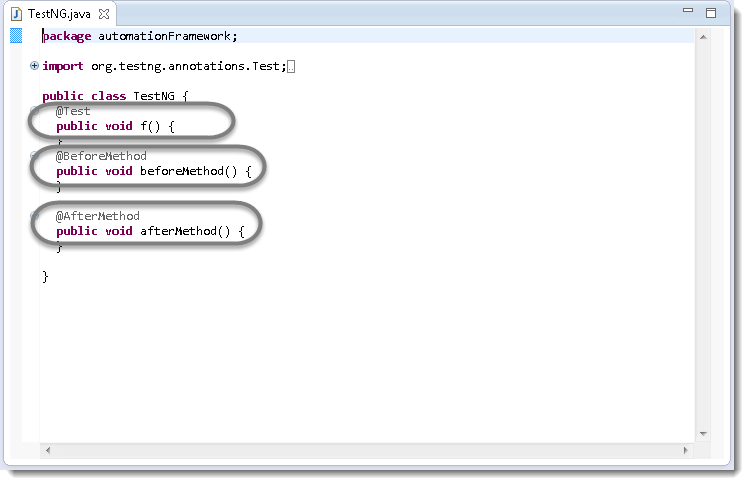 TestNG.java
package automationFramework;
import org.testng.annotations.Test;
public class TestNG {
@Test
public void f() {
}
@BeforeMethod
public void beforeMethod() {
}
@AfterMethod
public void afterMethod() {
}
}